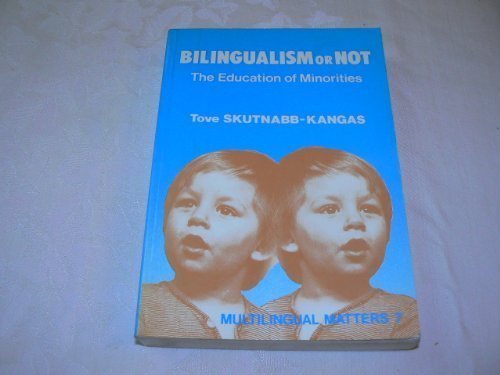 BILINGUALISM OR NOT
The Education of Minorities
Tove SKUTNABB-KANGAS
MULTILINGUAL MATTERS 7